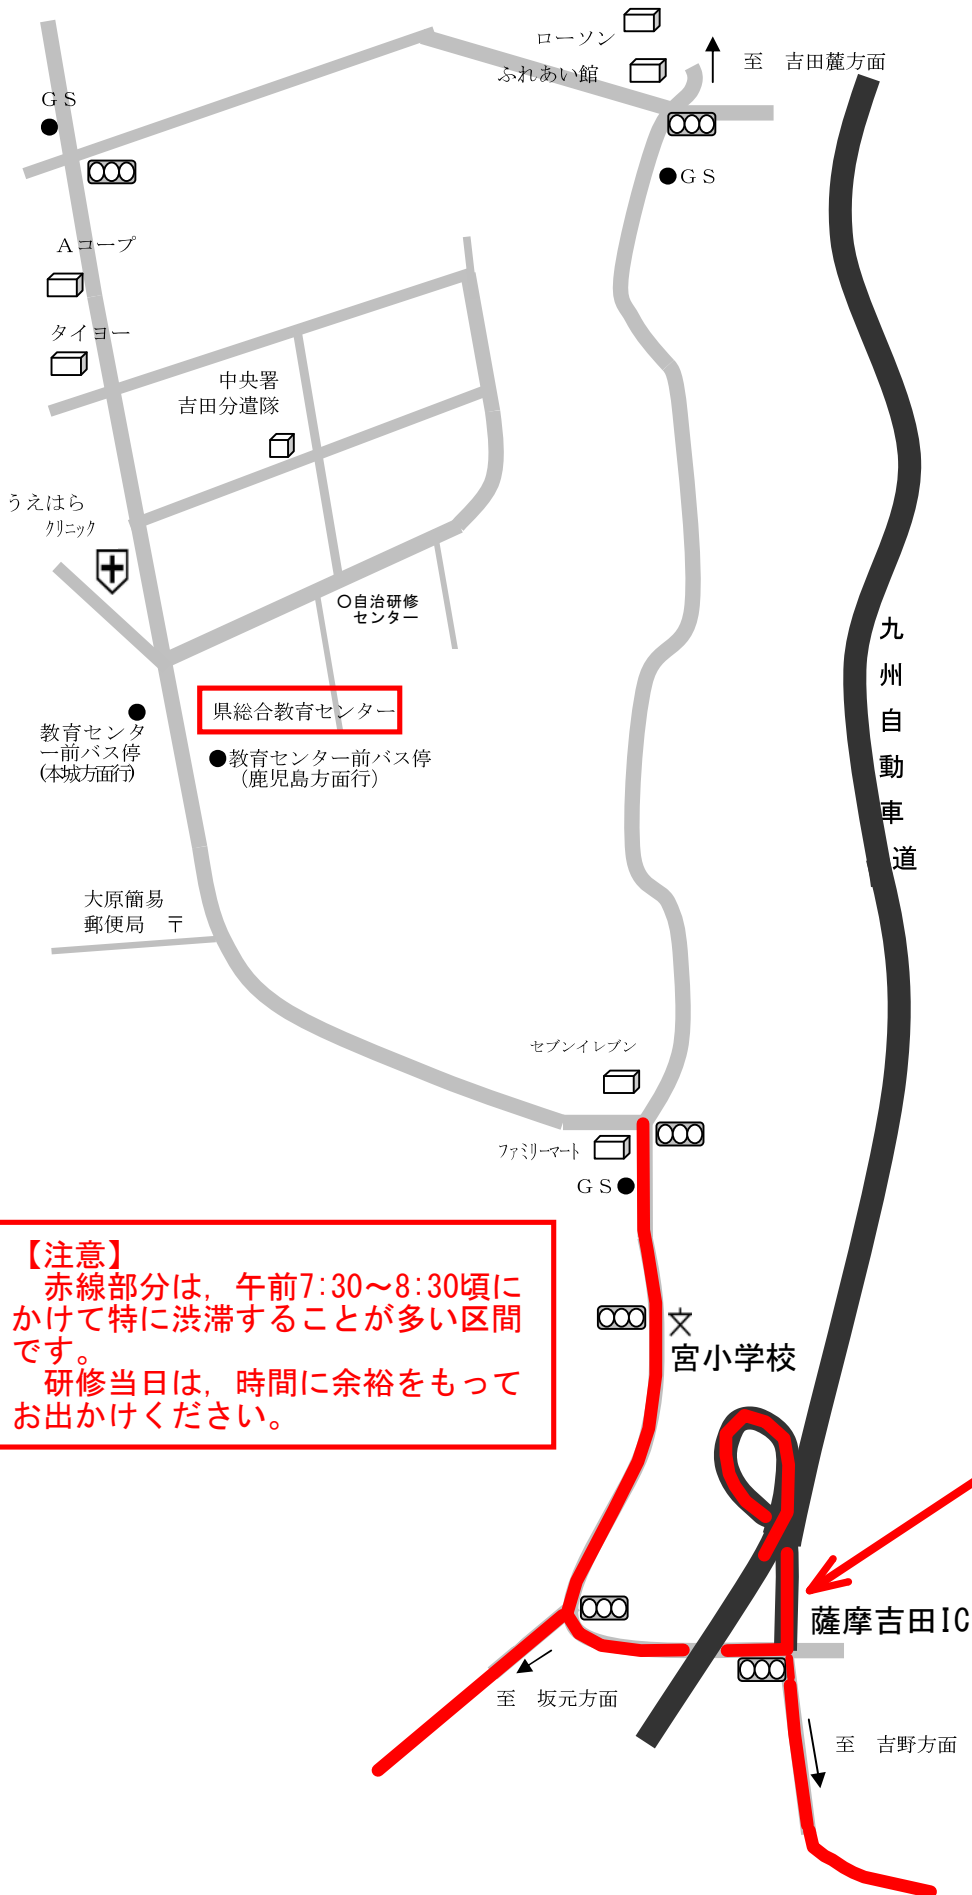 ローソン
ふれあい館
至　吉田麓方面
ＧＳ
ＧＳ
Ａコープ
タイヨー
中央署
吉田分遣隊
うえはら
クリニック
○自治研修
センター
九州自動車道
県総合教育センター
教育センタ
ー前バス停
(本城方面行)
●教育センター前バス停
（鹿児島方面行）
大原簡易
郵便局　〒
セブンイレブン
ファミリーマート
ＧＳ
【注意】
赤線部分は，午前7:30～8:30頃に
かけて特に渋滞することが多い区間
です。
研修当日は，時間に余裕をもって
お出かけください。
文
宮小学校
薩摩吉田IC
至　坂元方面
至　吉野方面